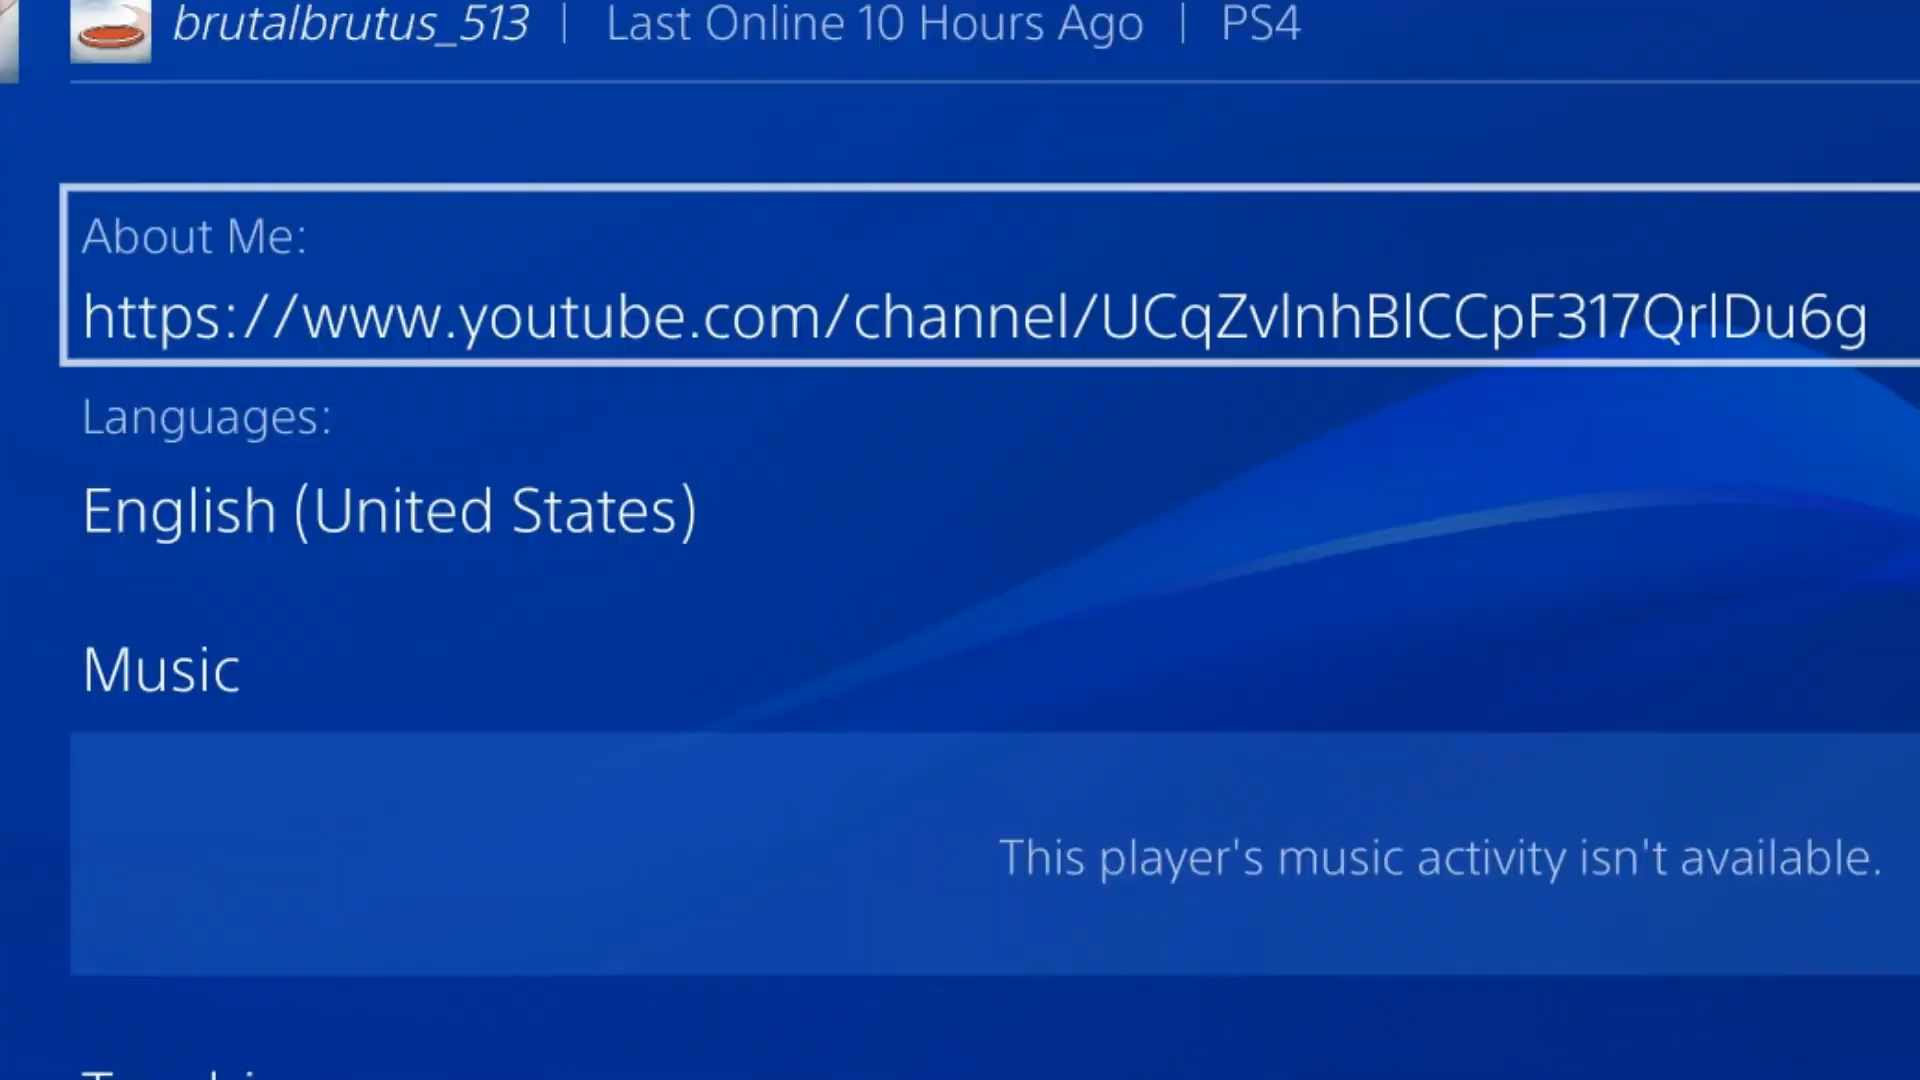 brutalbrutus_513 | Last Online 10 Hours Ago | PS4
About Me:
https://www.youtube.com/channel/UCqZvlnhBlCCpF317QrlDu6g
Languages:
English (United States)
Music
This player's music activity isn't available.